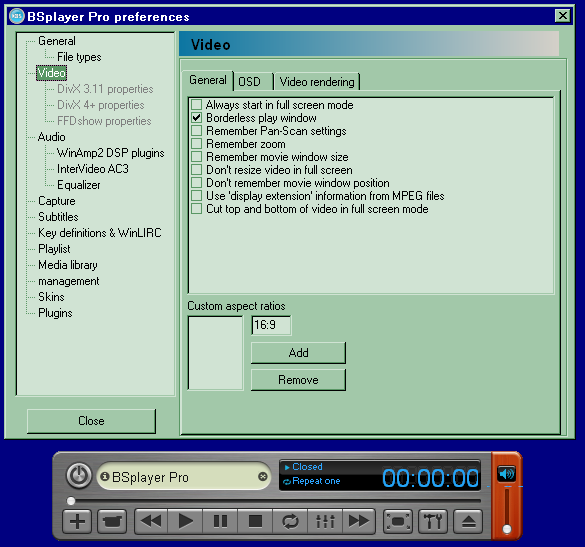 BSplayer Pro preferences
General
File types
Video
DivX 3.11 properties
DivX 4+ properties
FFDshow properties
Audio
WinAmp2 DSP plugins
InterVideo AC3
Equalizer
Capture
Subtitles
Key definitions & WinLIRC
Playlist
Media library
management
Skins
Plugins
Close
Video
General OSD Video rendering
Always start in full screen mode
Borderless play window
Remember Pan-Scan settings
Remember zoom
Remember movie window size
Don't resize video in full screen
Don't remember movie window position
Use 'display extension' information from MPEG files
Cut top and bottom of video in full screen mode
Custom aspect ratios
16:9
Add
Remove
BSplayer Pro
Closed
Repeat one
00:00:00